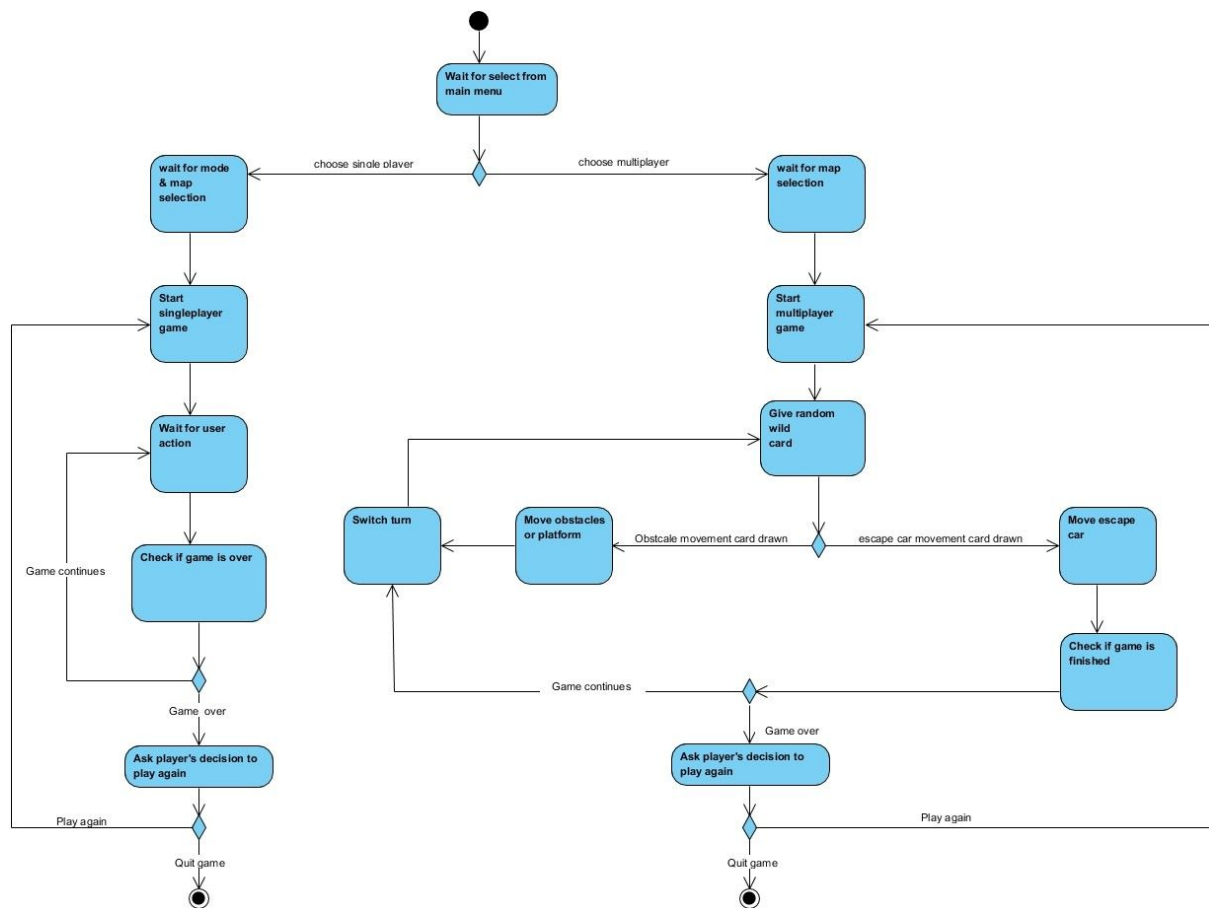 Wait for select from
main menu
choose single player
choose multiplayer
wait for mode
& map
selection
wait for map
selection
Start
singleplayer
game
Start
multiplayer
game
Wait for user
action
Give random
wild
card
Switch turn
Move obstacles
or platform
Obstcale movement card drawn
escape car movement card drawn
Move escape
car
Check if game is over
Game continues
Check if game is
finished
Game continues
Game over
Game over
Ask player's decision to
play again
Ask player's decision to
play again
Play again
Play again
Quit game
Quit game